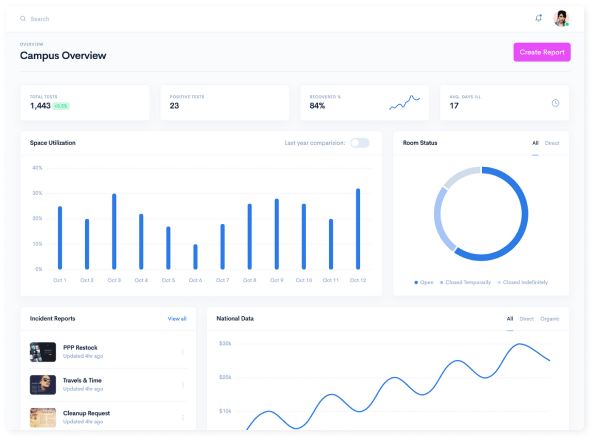 Search
OVERVIEW
Campus Overview
Create Report
TOTAL TESTS
1,443
POSITIVE TESTS
23
RECOVERED %
84%
AVG. DAYS ILL
17
Space Utilization
Last year comparision:
40%
30%
20%
10%
0%
Oct 1 Oct 2 Oct 3 Oct 4 Oct 5 Oct 6 Oct 7 Oct 8 Oct 9 Oct 10 Oct 11 Oct 12
Room Status
All Direct
Open Closed Temporarily Closed Indefinitely
Incident Reports
View all
PPP Restock
Updated 4hr ago
Travels & Time
Updated 4hr ago
Cleanup Request
Updated 4hr ago
National Data
All Direct Organic
$30k
$20k
$10k